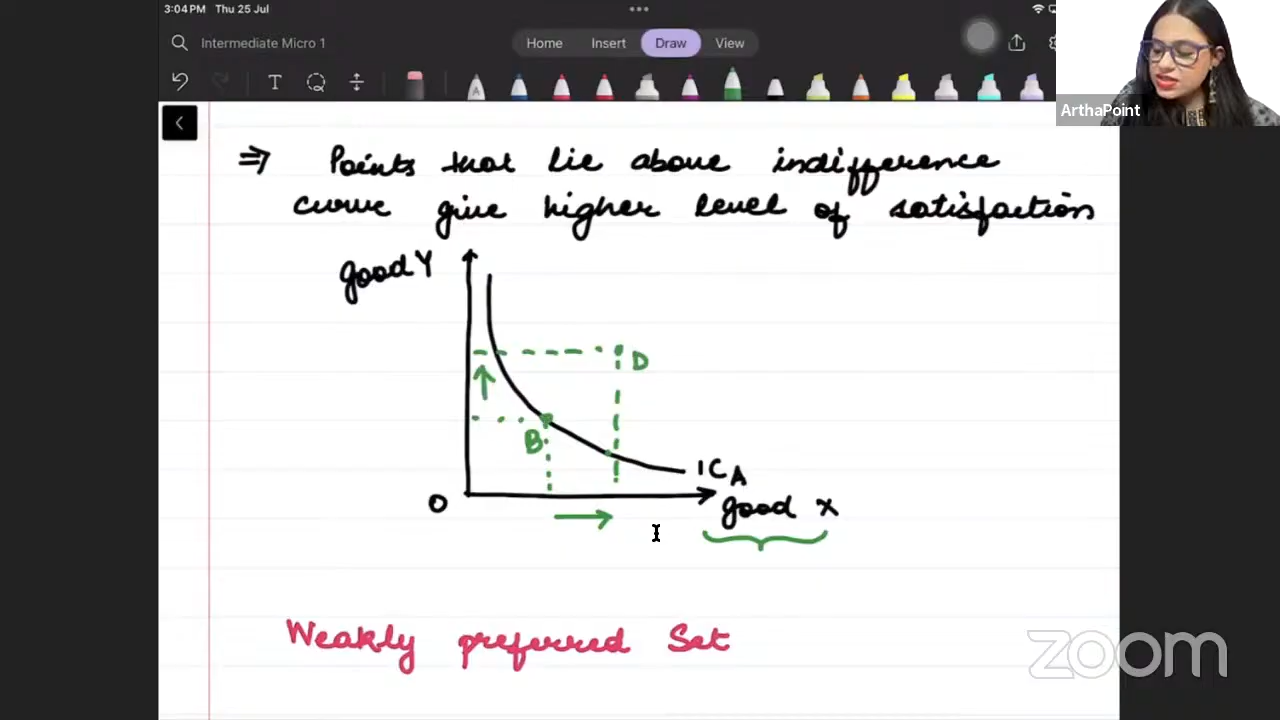 3:04 PM Thu 25 Jul
Intermediate Micro 1
Home Insert Draw View
T
A
ArthaPoint
⇒ Points that lie above indifference
curve give higher level of satisfaction
good Y
D
B
IC A
O
good x
Weakly preferred Set
zoom